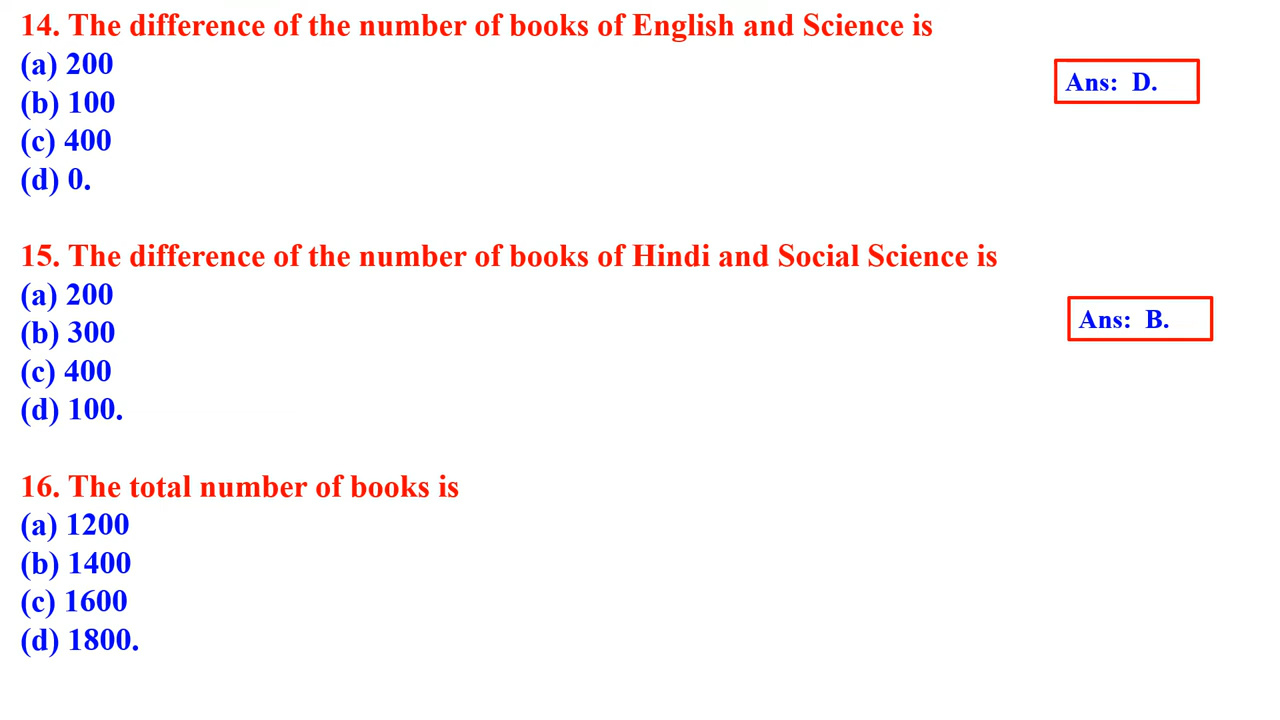 14. The difference of the number of books of English and Science is
(a) 200
(b) 100
(c) 400
(d) 0.
Ans: D.
15. The difference of the number of books of Hindi and Social Science is
(a) 200
(b) 300
(c) 400
(d) 100.
Ans: B.
16. The total number of books is
(a) 1200
(b) 1400
(c) 1600
(d) 1800.